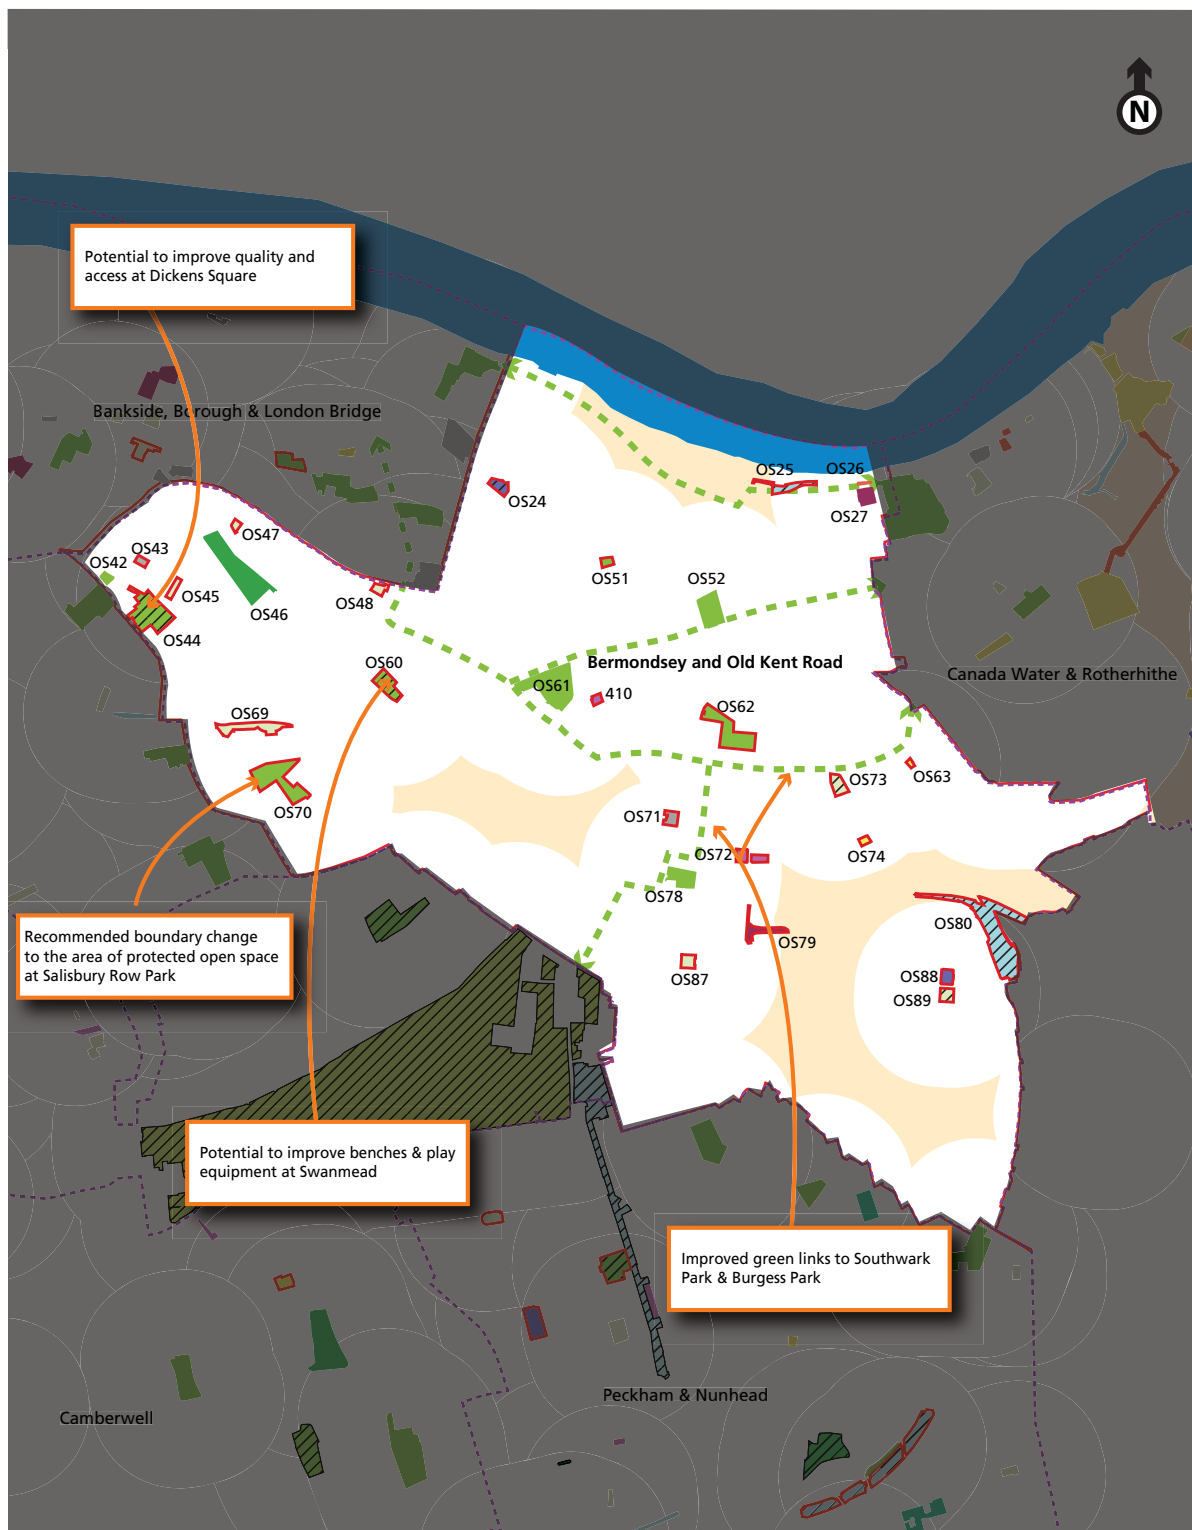 N
Potential to improve quality and
access at Dickens Square
Bankside, Borough & London Bridge
OS25
OS26
OS24
OS27
OS47
OS43
OS42
OS51
OS52
OS45
OS48
OS46
OS44
OS60
Bermondsey and Old Kent Road
Canada Water & Rotherhithe
OS61
410
OS69
OS62
OS63
OS73
OS70
OS71
OS72
OS74
OS78
OS80
Recommended boundary change
to the area of protected open space
at Salisbury Row Park
OS79
OS87
OS88
OS89
Potential to improve benches & play
equipment at Swanmead
Improved green links to Southwark
Park & Burgess Park
Peckham & Nunhead
Camberwell